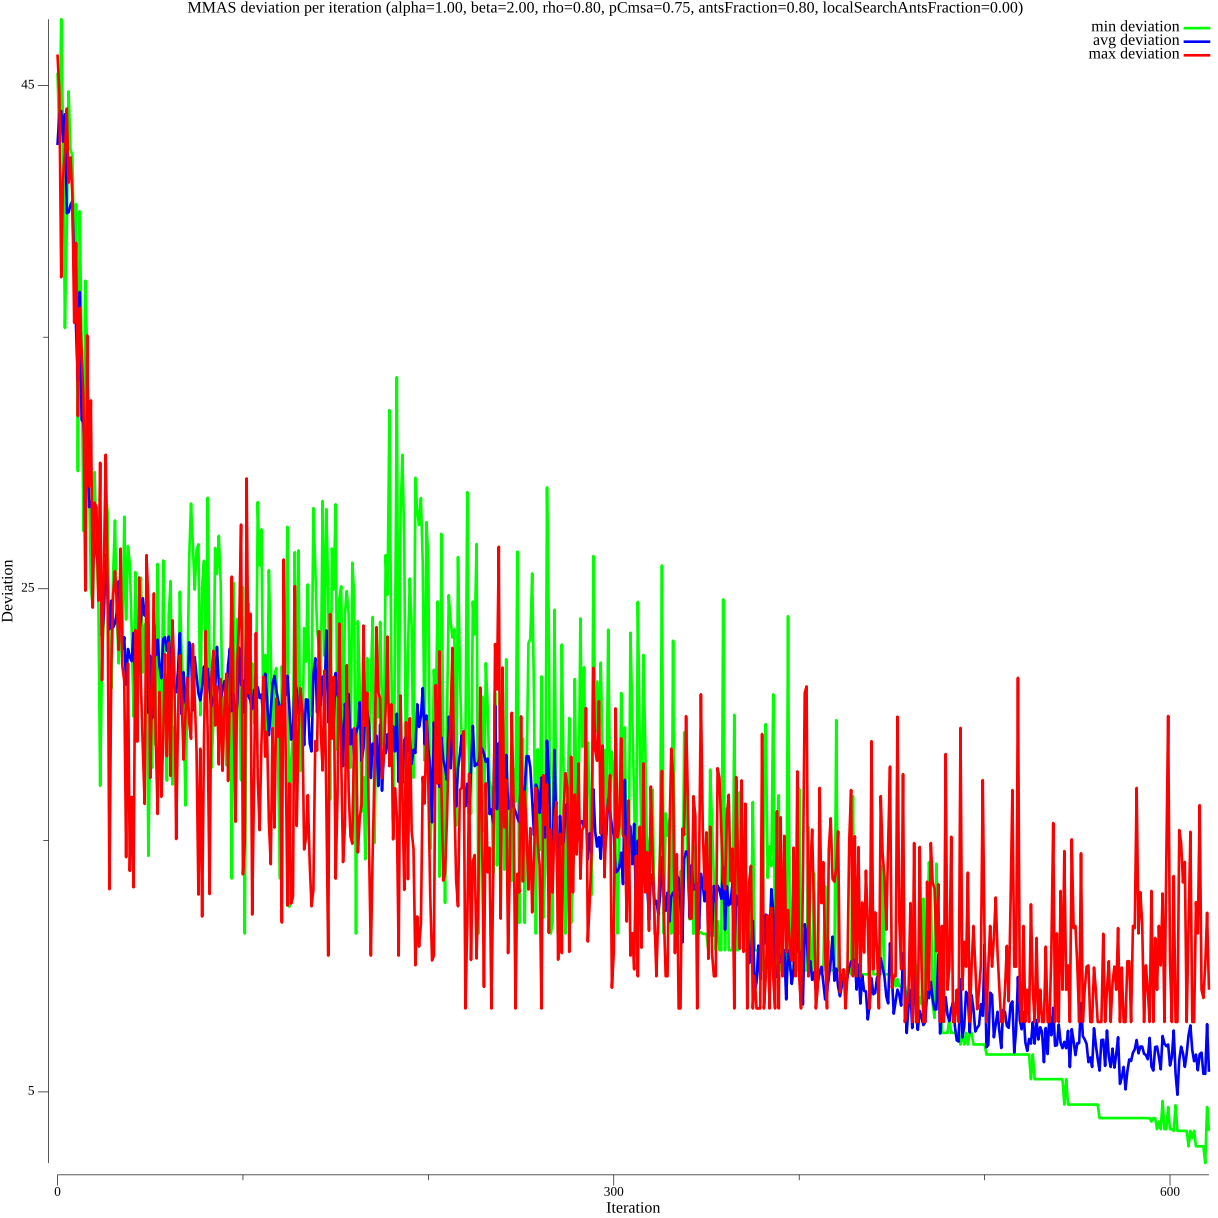 MMAS deviation per iteration (alpha=1.00, beta=2.00, rho=0.80, pCmsa=0.75, antsFraction=0.80, localSearchAntsFraction=0.00)
min deviation
avg deviation
max deviation
45
25
5
Deviation
0
300
600
Iteration